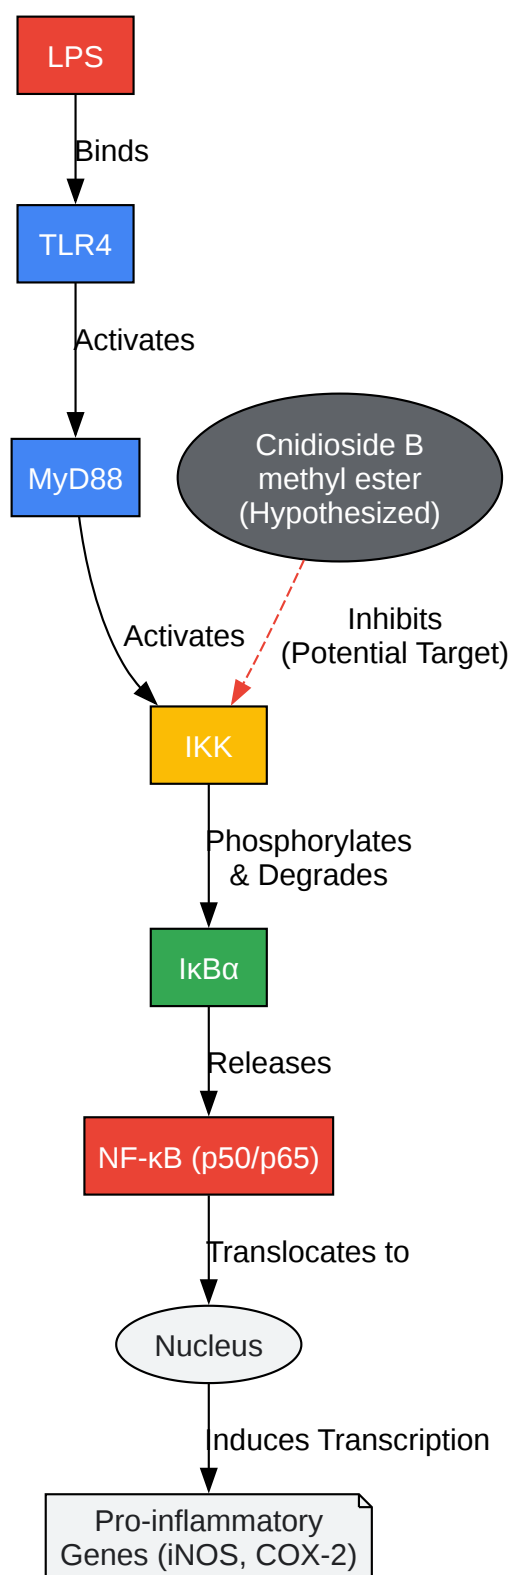 LPS
Binds
TLR4
Activates
MyD88
Cnidioside B
methyl ester
(Hypothesized)
Activates
Inhibits
(Potential Target)
IKK
Phosphorylates
& Degrades
IκBα
Releases
NF-κB (p50/p65)
Translocates to
Nucleus
Induces Transcription
Pro-inflammatory
Genes (iNOS, COX-2)